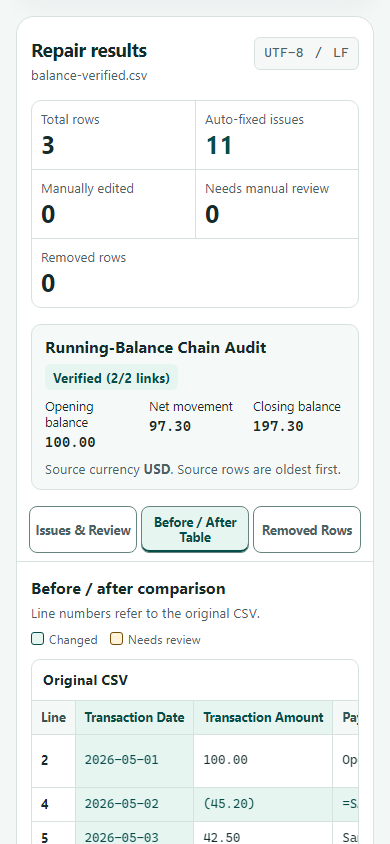 Repair results
UTF-8 / LF
balance-verified.csv
Total rows
3
Auto-fixed issues
11
Manually edited
0
Needs manual review
0
Removed rows
0
Running-Balance Chain Audit
Verified (2/2 links)
Opening balance
100.00
Net movement
97.30
Closing balance
197.30
Source currency USD. Source rows are oldest first.
Issues & Review
Before / After
Table
Removed Rows
Before / after comparison
Line numbers refer to the original CSV.
Changed
Needs review
Original CSV
Line Transaction Date Transaction Amount
2 2026-05-01 100.00
4 2026-05-02 (45.20)
5 2026-05-03 42.50